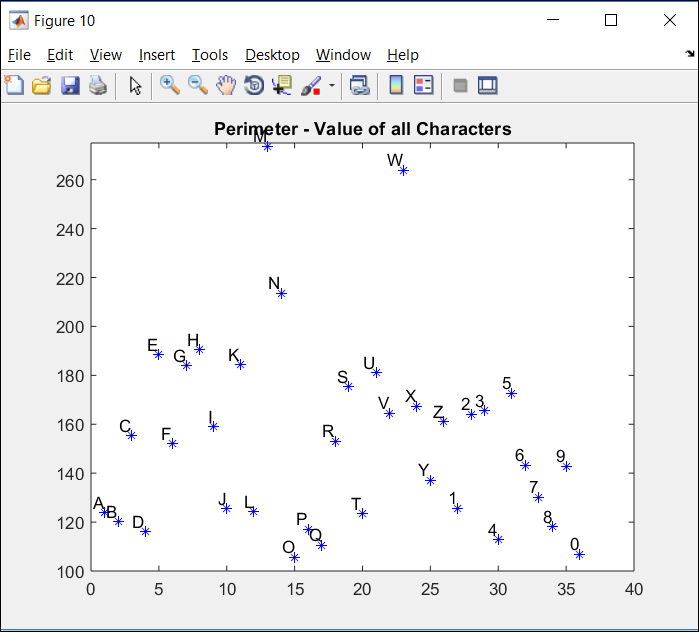 Figure 10
File Edit View Insert Tools Desktop Window Help
Perimeter - Value of all Characters
M
W
260
240
220
N
200
E G H K
180
S U
5
V X Z 2 3
160
C F I
R
140
Y
6 9
7
120
A B D
J L
P Q O
T
1
4
8
0
100
0 5 10 15 20 25 30 35 40